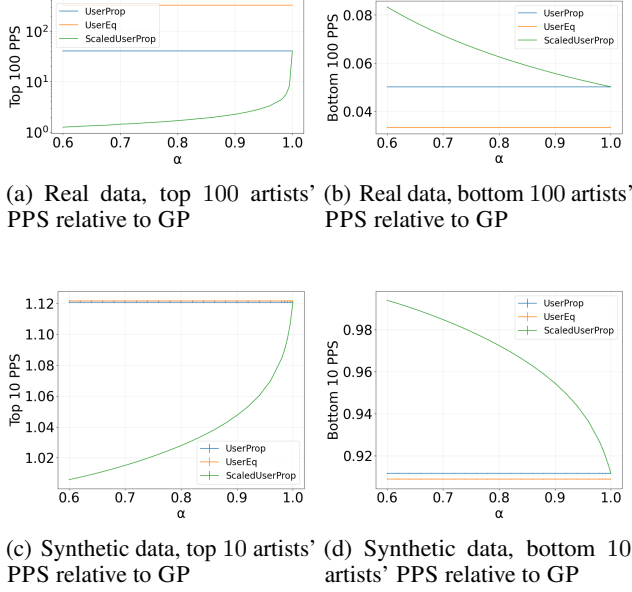 10²
10¹
10⁰
Top 100 PPS
UserProp
UserEq
ScaledUserProp
0.6 0.7 0.8 0.9 1.0
α
0.08
0.06
0.04
Bottom 100 PPS
UserProp
UserEq
ScaledUserProp
0.6 0.7 0.8 0.9 1.0
α
(a) Real data, top 100 artists'
PPS relative to GP
(b) Real data, bottom 100 artists'
PPS relative to GP
1.12
1.10
1.08
1.06
1.04
1.02
Top 10 PPS
UserProp
UserEq
ScaledUserProp
0.6 0.7 0.8 0.9 1.0
α
0.98
0.96
0.94
0.92
Bottom 10 PPS
UserProp
UserEq
ScaledUserProp
0.6 0.7 0.8 0.9 1.0
α
(c) Synthetic data, top 10 artists'
PPS relative to GP
(d) Synthetic data, bottom 10
artists' PPS relative to GP